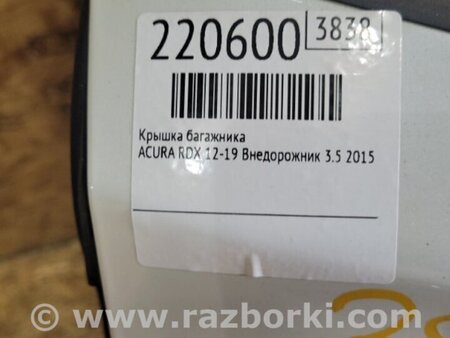 220600 3838
Крышка багажника
ACURA RDX 12-19 Внедорожник 3.5 2015
© www.razborki.com